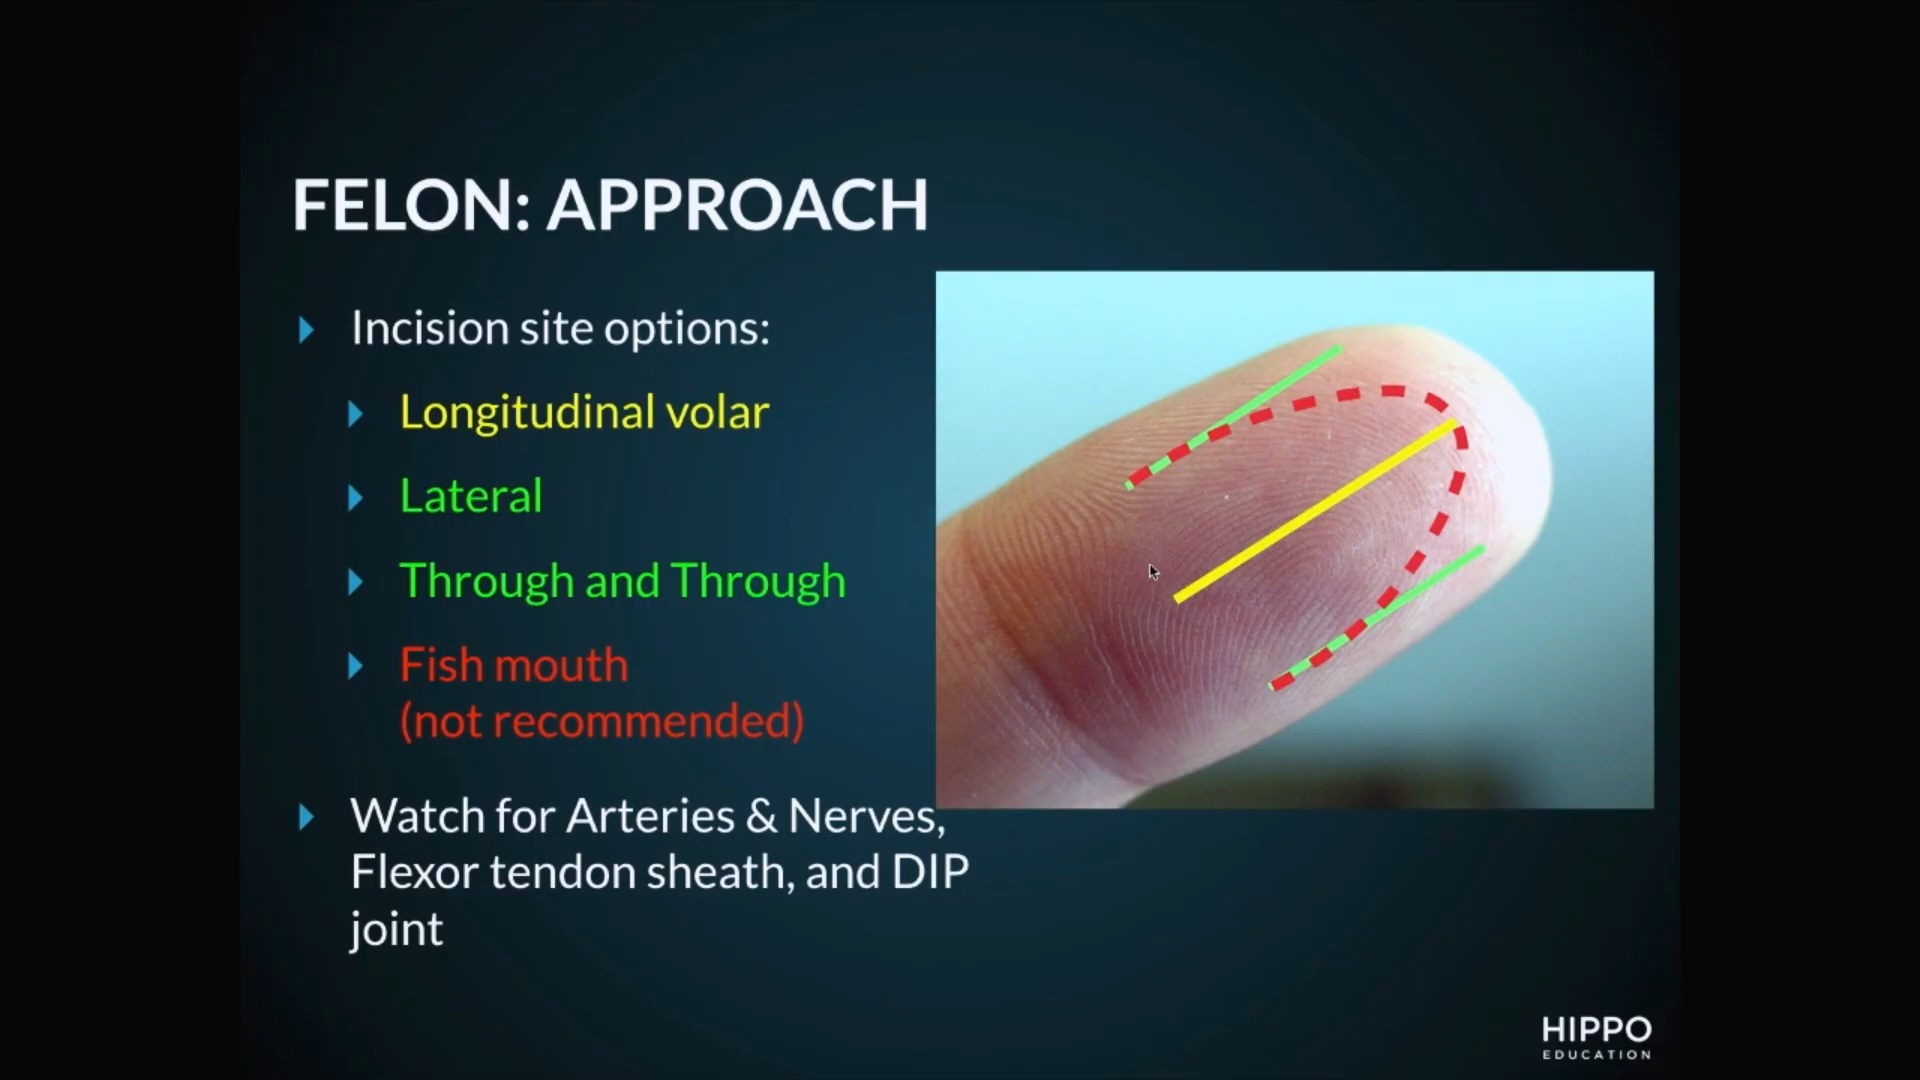 FELON: APPROACH
Incision site options:
Longitudinal volar
Lateral
Through and Through
Fish mouth
(not recommended)
Watch for Arteries & Nerves,
Flexor tendon sheath, and DIP
joint
HIPPO
EDUCATION